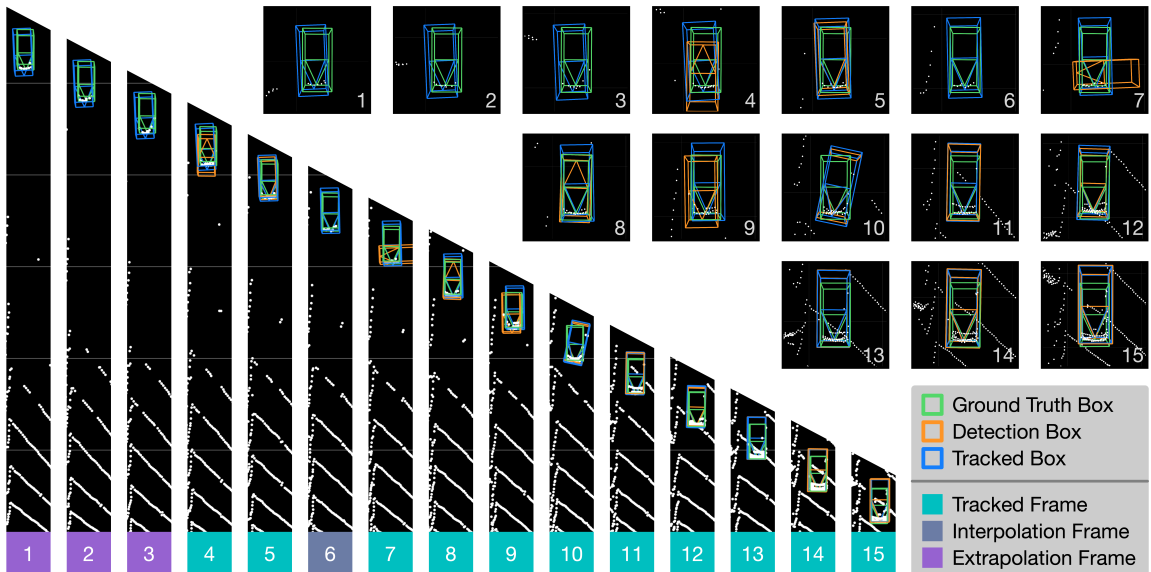 1 2 3 4 5 6 7
8 9 10 11 12
13 14 15
Ground Truth Box
Detection Box
Tracked Box
Tracked Frame
Interpolation Frame
Extrapolation Frame
1 2 3 4 5 6 7 8 9 10 11 12 13 14 15